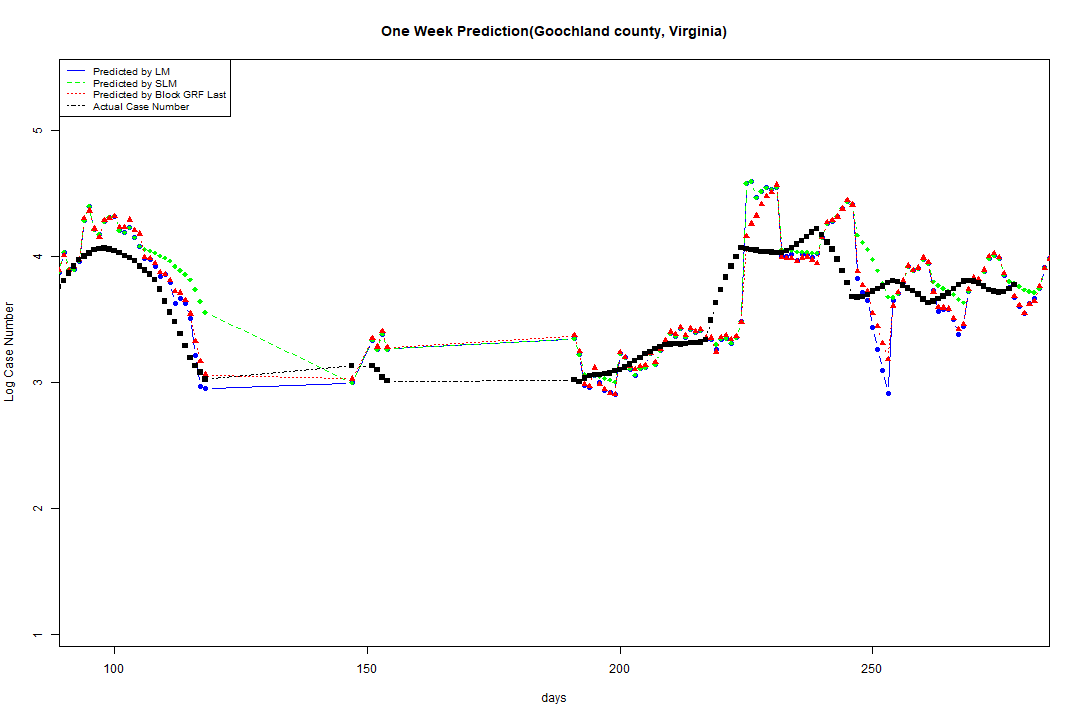 One Week Prediction(Goochland county, Virginia)
Predicted by LM
Predicted by SLM
Predicted by Block GRF Last
Actual Case Number
5
4
3
2
1
Log Case Number
100 150 200 250
days